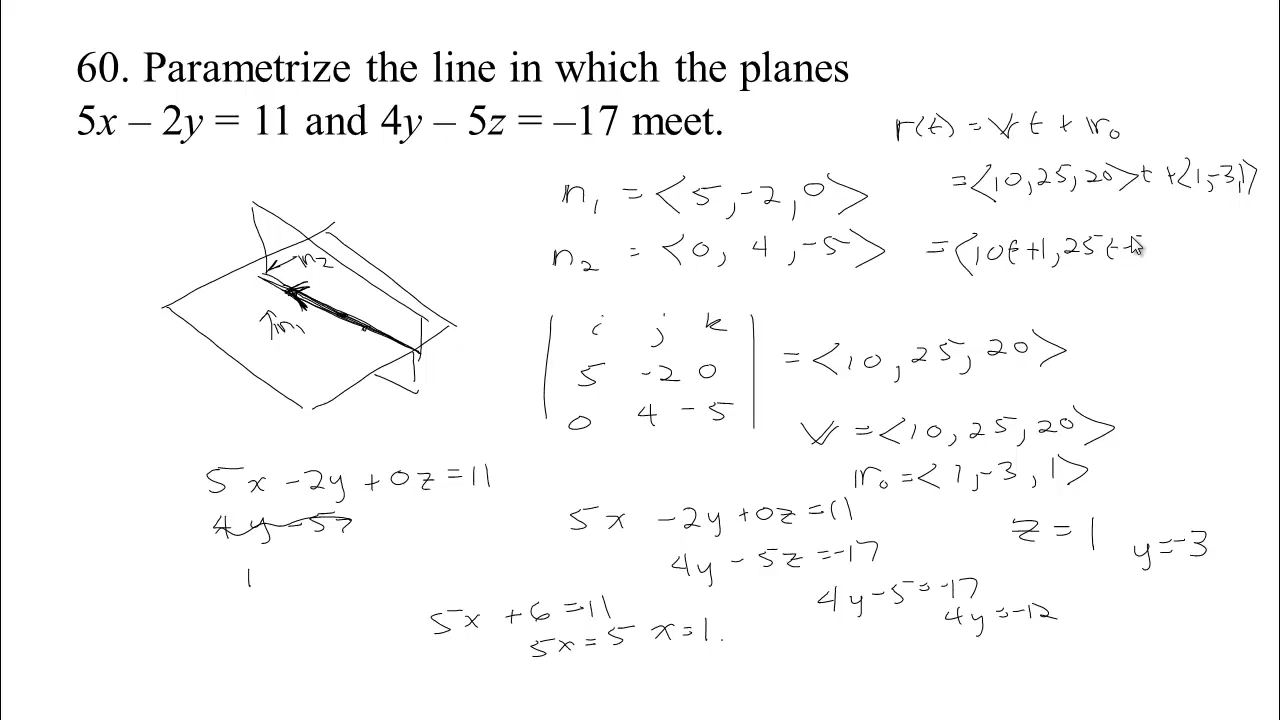 60. Parametrize the line in which the planes
5x – 2y = 11 and 4y – 5z = –17 meet.
r(t) = v t + r₀
= <10, 25, 20> t + <1, -3, 1>
n₁ = <5, -2, 0>
n₂ = <0, 4, -5>
= <10t+1, 25t
n₂
n₁
i j k
5 -2 0
0 4 -5
= <10, 25, 20>
v = <10, 25, 20>
r₀ = <1, -3, 1>
5x - 2y + 0z = 11
4y - 5z
1
5x - 2y + 0z = 11
4y - 5z = -17
z = 1
y = -3
4y - 5 = -17
4y = -12
5x + 6 = 11
5x = 5 x = 1.